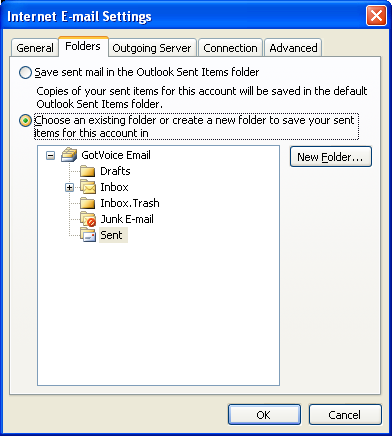 Internet E-mail Settings
General Folders Outgoing Server Connection Advanced
Save sent mail in the Outlook Sent Items folder
Copies of your sent items for this account will be saved in the default
Outlook Sent Items folder.
Choose an existing folder or create a new folder to save your sent
items for this account in
GotVoice Email
New Folder...
Drafts
Inbox
Inbox.Trash
Junk E-mail
Sent
OK Cancel